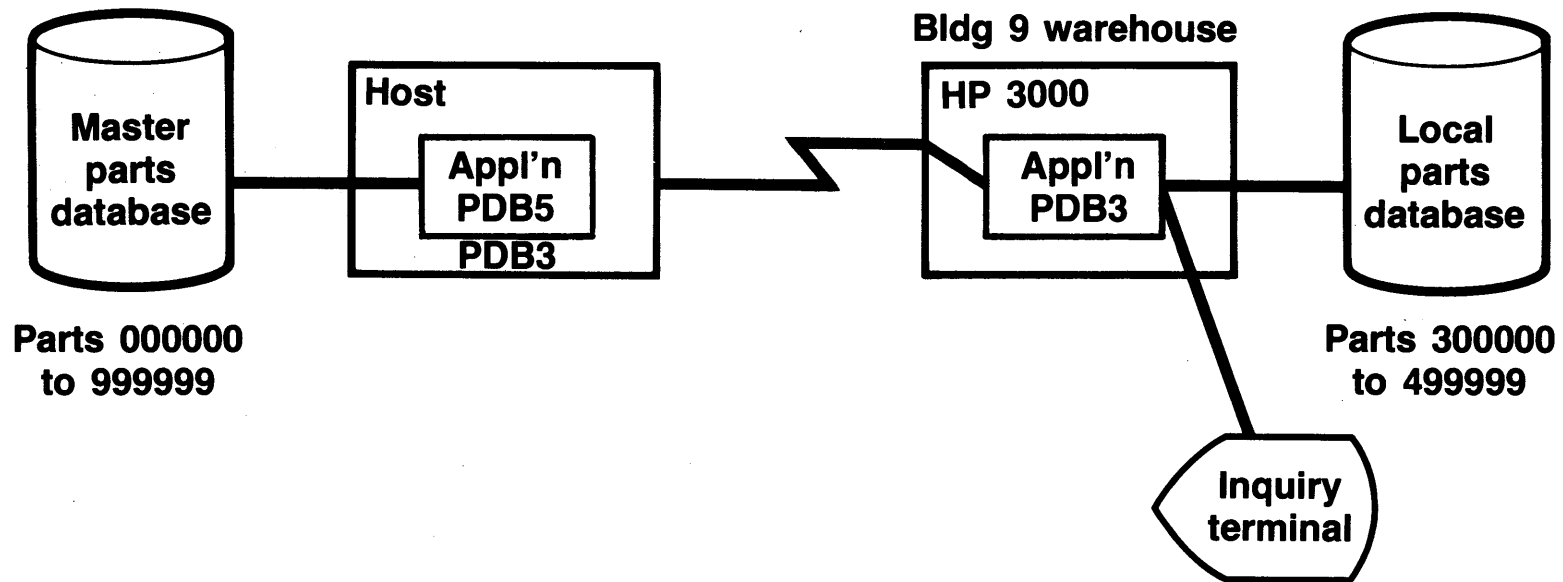 Bldg 9 warehouse
Master
parts
database
Host
Appl'n
PDB5
PDB3
HP 3000
Appl'n
PDB3
Local
parts
database
Parts 000000
to 999999
Parts 300000
to 499999
Inquiry
terminal